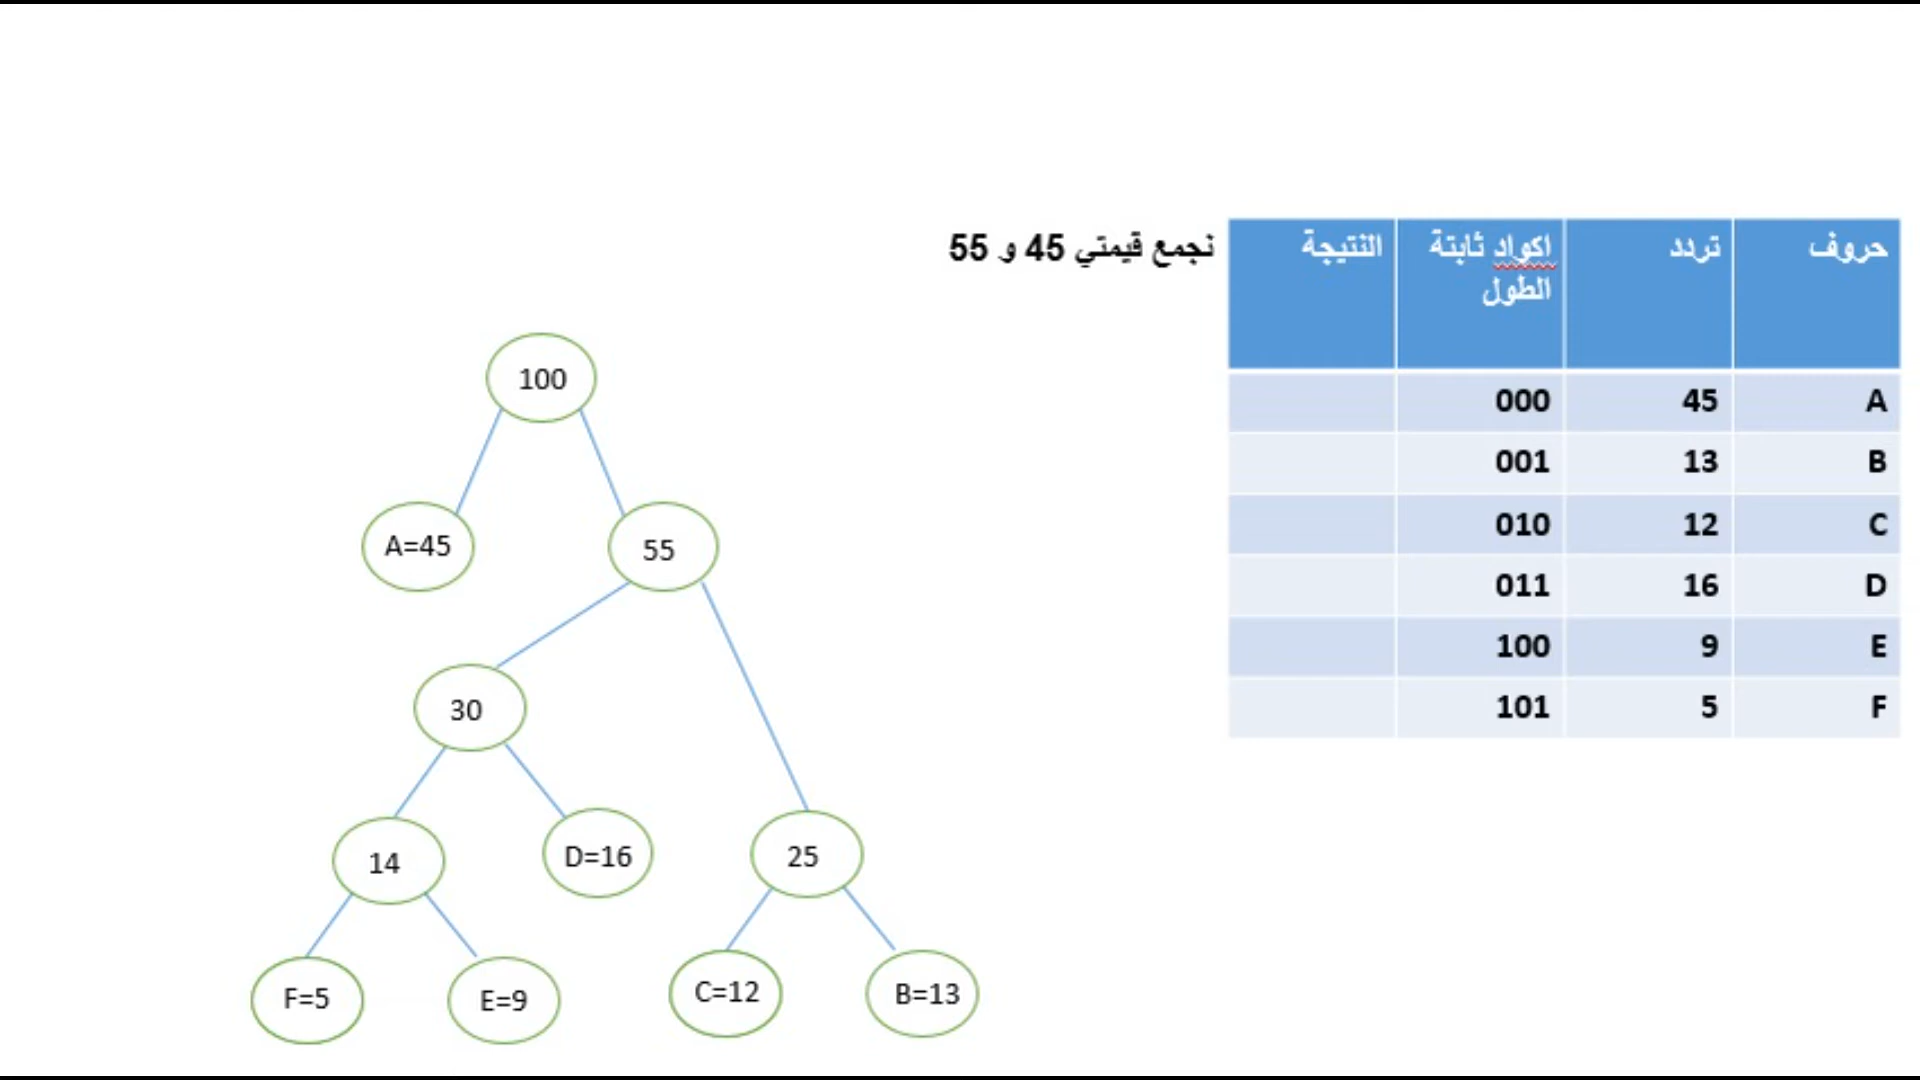 نجمع قيمتي 45 و 55
حروف تردد اكواد ثابتة النتيجة
الطول
A 45 000
B 13 001
C 12 010
D 16 011
E 9 100
F 5 101
100
A=45 55
30
14 D=16 25
F=5 E=9 C=12 B=13